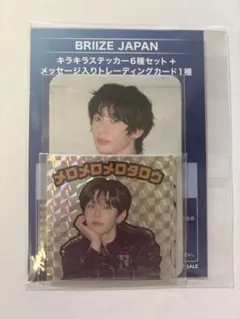 BRIIZE JAPAN
キラキラステッカー6種セット +
メッセージ入りトレーディングカード1種
メロメロメロタロウ
SALE